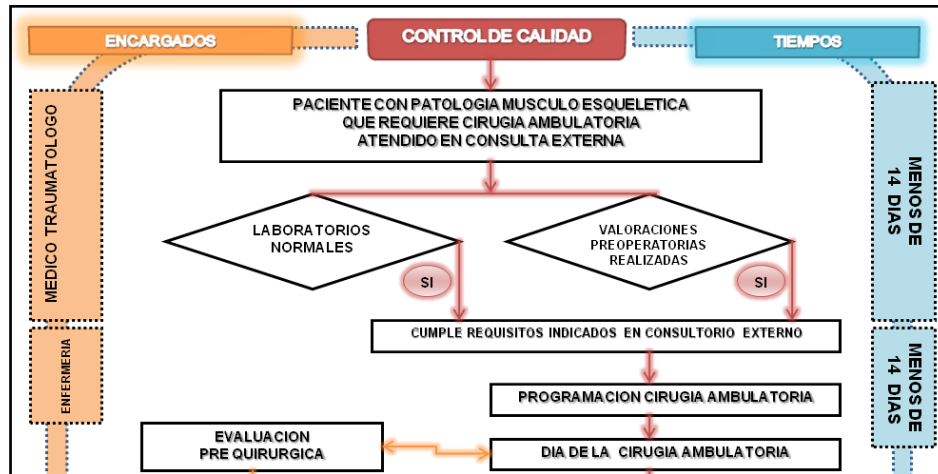 ENCARGADOS
CONTROL DE CALIDAD
TIEMPOS
PACIENTE CON PATOLOGIA MUSCULO ESQUELETICA
QUE REQUIERE CIRUGIA AMBULATORIA
ATENDIDO EN CONSULTA EXTERNA
MEDICO TRAUMATOLOGO
MENOS DE
14 DIAS
LABORATORIOS
NORMALES
VALORACIONES
PREOPERATORIAS
REALIZADAS
SI
SI
CUMPLE REQUISITOS INDICADOS EN CONSULTORIO EXTERNO
ENFERMERIA
MENOS DE
14 DIAS
PROGRAMACION CIRUGIA AMBULATORIA
EVALUACION
PRE QUIRURGICA
DIA DE LA CIRUGIA AMBULATORIA